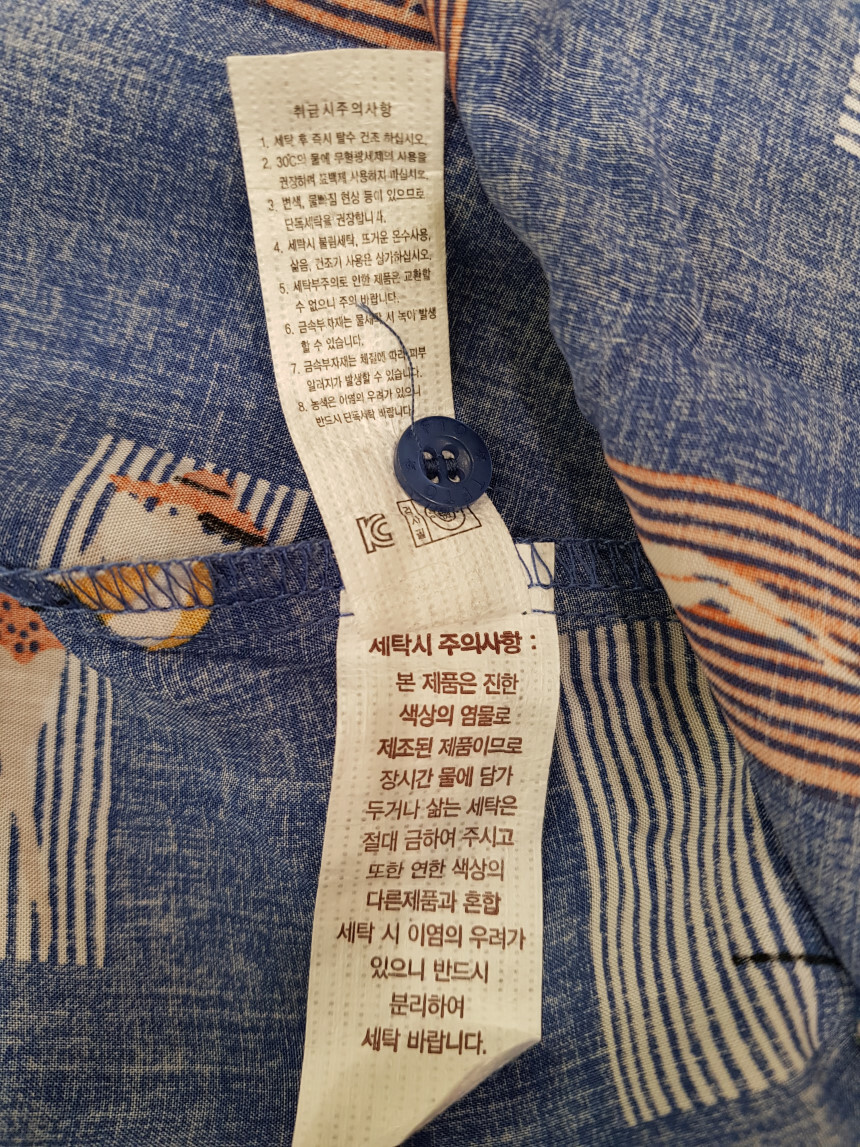 취급시주의사항
1. 세탁 후 즉시 탈수 건조 하십시오.
2. 30℃의 물에 무형광세제의 사용을
권장하며 표백제 사용하지 마십시오.
3. 변색, 물빠짐 현상 등이 있으므로
단독세탁을 권장합니다.
4. 세탁시 물림세탁, 뜨거운 온수사용,
삶음, 건조기 사용은 삼가하십시오.
5. 세탁부주의로 인한 제품은 교환할
수 없으니 주의 바랍니다.
6. 금속부자재는 물세탁 시 녹이 발생
할 수 있습니다.
7. 금속부자재는 체질에 따라 피부
알러지가 발생할 수 있습니다.
8. 농색은 이염의 우려가 있으니
반드시 단독세탁 바랍니다.
검사필
세탁시 주의사항 :
본 제품은 진한
색상의 염물로
제조된 제품이므로
장시간 물에 담가
두거나 삶는 세탁은
절대 금하여 주시고
또한 연한 색상의
다른제품과 혼합
세탁 시 이염의 우려가
있으니 반드시
분리하여
세탁 바랍니다.